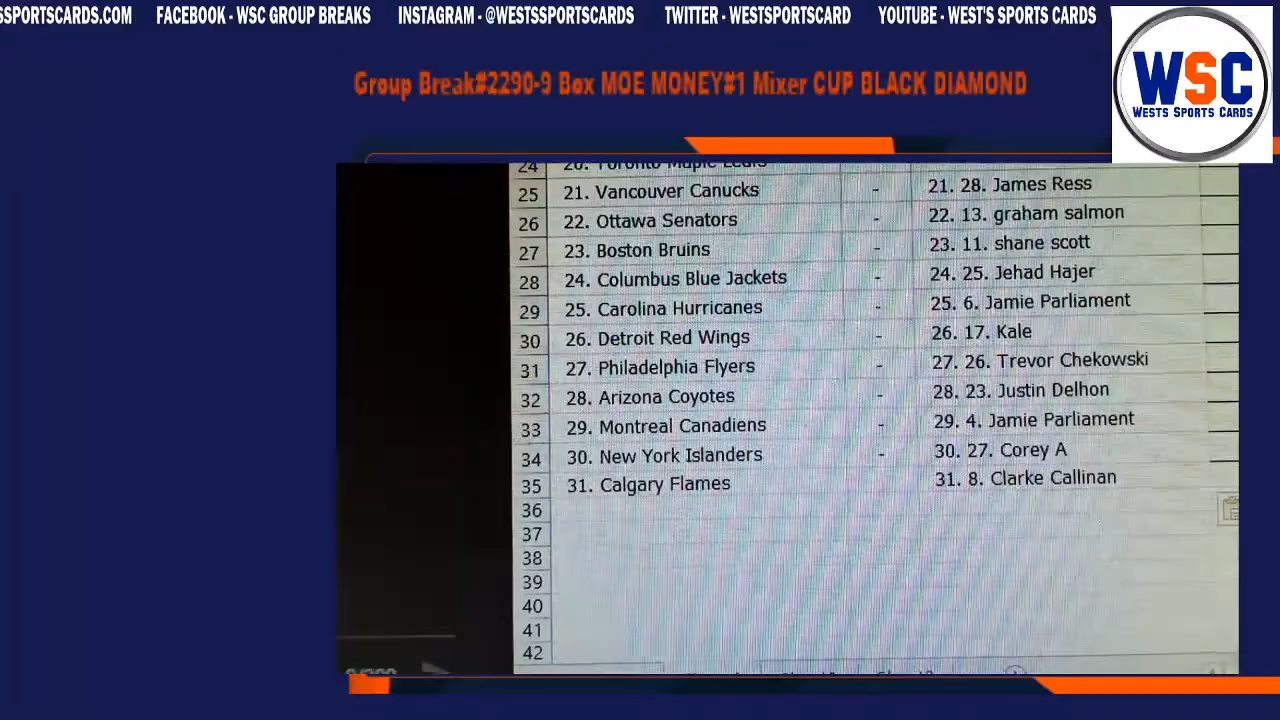 SSPORTSCARDS.COM FACEBOOK - WSC GROUP BREAKS INSTAGRAM - @WESTSSPORTSCARDS TWITTER - WESTSPORTSCARD YOUTUBE - WEST'S SPORTS CARDS
Group Break#2290-9 Box MOE MONEY#1 Mixer CUP BLACK DIAMOND
WSC
WESTS SPORTS CARDS
24 20. Toronto Maple Leafs
25 21. Vancouver Canucks - 21. 28. James Ress
26 22. Ottawa Senators - 22. 13. graham salmon
27 23. Boston Bruins - 23. 11. shane scott
28 24. Columbus Blue Jackets - 24. 25. Jehad Hajer
29 25. Carolina Hurricanes - 25. 6. Jamie Parliament
30 26. Detroit Red Wings - 26. 17. Kale
31 27. Philadelphia Flyers - 27. 26. Trevor Chekowski
32 28. Arizona Coyotes - 28. 23. Justin Delhon
33 29. Montreal Canadiens - 29. 4. Jamie Parliament
34 30. New York Islanders - 30. 27. Corey A
35 31. Calgary Flames 31. 8. Clarke Callinan
36
37
38
39
40
41
42